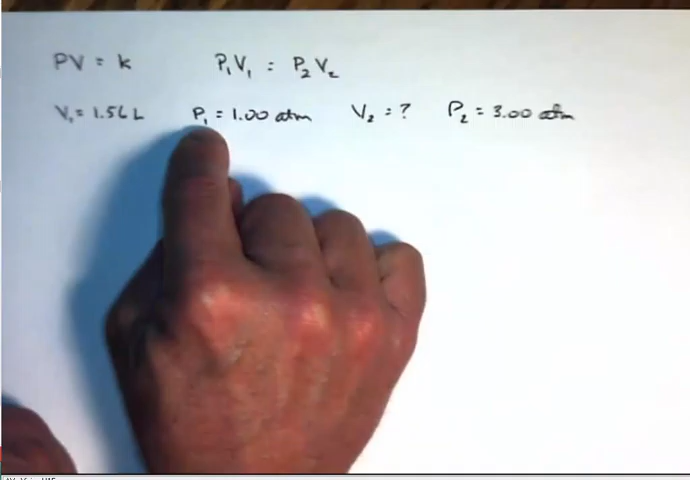 PV = k P₁V₁ = P₂V₂
V₁ = 1.56 L P₁ = 1.00 atm V₂ = ? P₂ = 3.00 atm